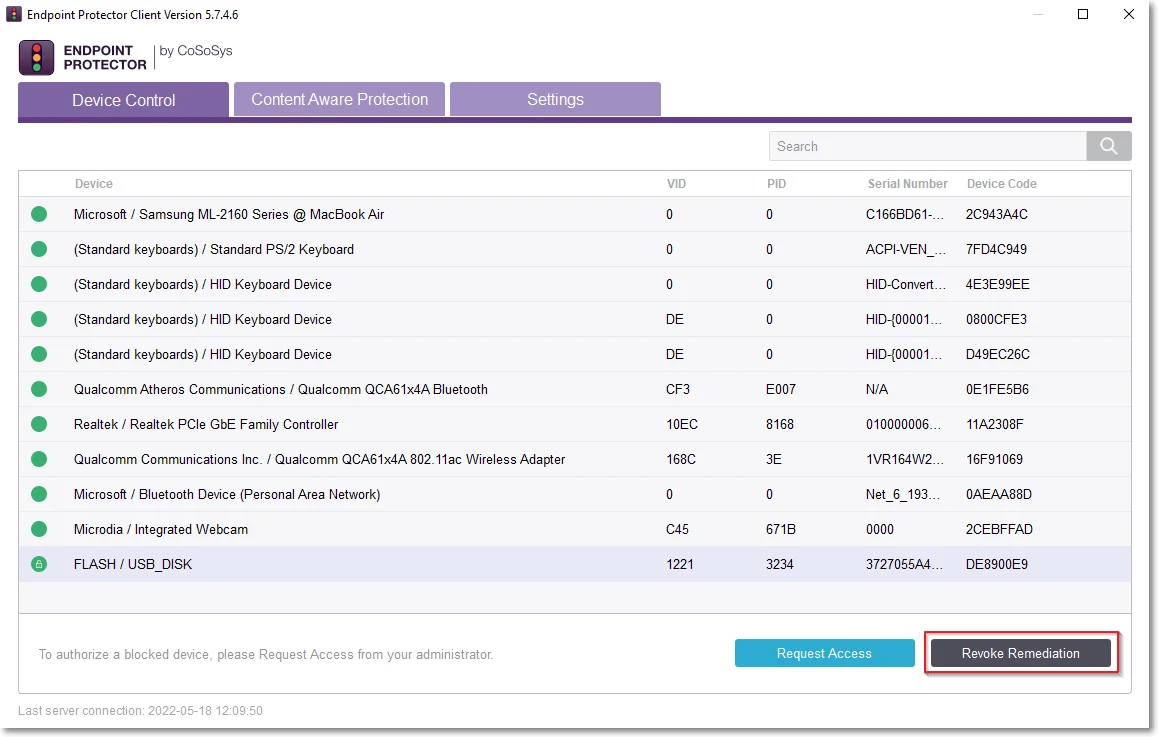 Endpoint Protector Client Version 5.7.4.6
ENDPOINT PROTECTOR | by CoSoSys
Device Control Content Aware Protection Settings
Search
Device VID PID Serial Number Device Code
Microsoft / Samsung ML-2160 Series @ MacBook Air 0 0 C166BD61-... 2C943A4C
(Standard keyboards) / Standard PS/2 Keyboard 0 0 ACPI-VEN_... 7FD4C949
(Standard keyboards) / HID Keyboard Device 0 0 HID-Convert... 4E3E99EE
(Standard keyboards) / HID Keyboard Device DE 0 HID-{00001... 0800CFE3
(Standard keyboards) / HID Keyboard Device DE 0 HID-{00001... D49EC26C
Qualcomm Atheros Communications / Qualcomm QCA61x4A Bluetooth CF3 E007 N/A 0E1FE5B6
Realtek / Realtek PCIe GbE Family Controller 10EC 8168 010000006... 11A2308F
Qualcomm Communications Inc. / Qualcomm QCA61x4A 802.11ac Wireless Adapter 168C 3E 1VR164W2... 16F91069
Microsoft / Bluetooth Device (Personal Area Network) 0 0 Net_6_193... 0AEAA88D
Microdia / Integrated Webcam C45 671B 0000 2CEBFFAD
FLASH / USB_DISK 1221 3234 3727055A4... DE8900E9
To authorize a blocked device, please Request Access from your administrator. Request Access Revoke Remediation
Last server connection: 2022-05-18 12:09:50